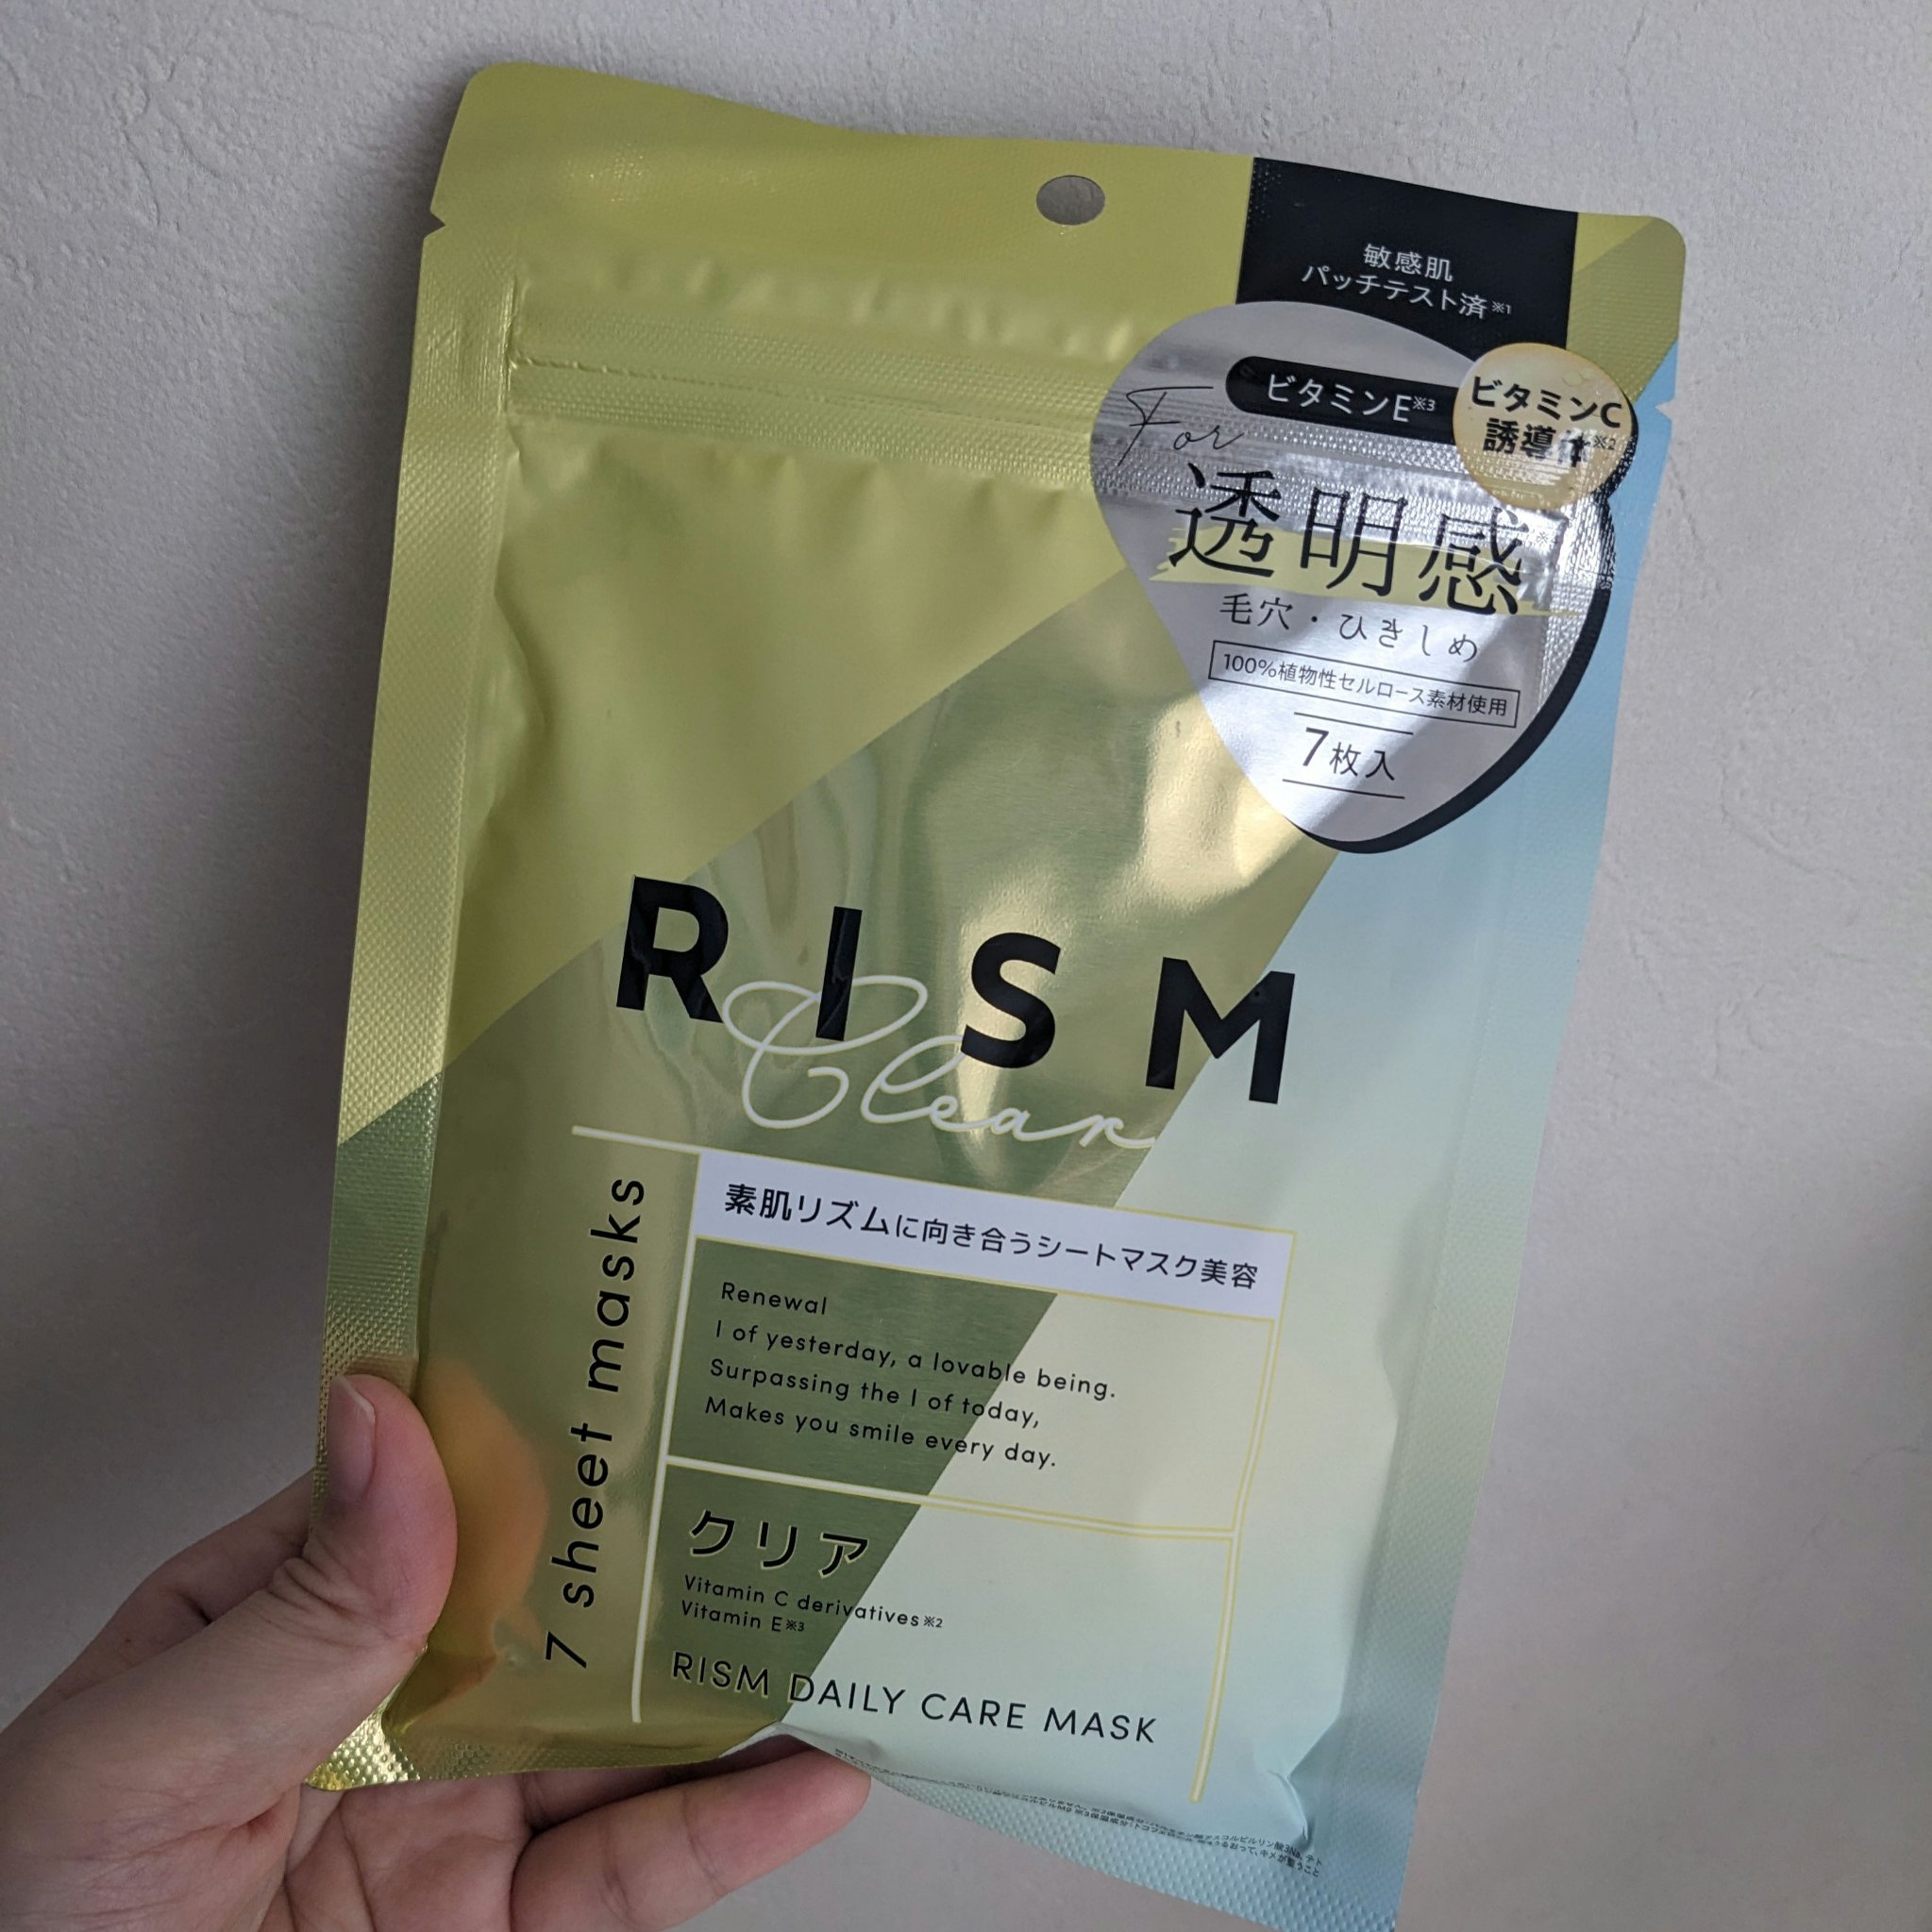 敏感肌
パッチテスト済※1
ビタミンE※3
ビタミンC
誘導体※2
For
透明感
毛穴・ひきしめ
100%植物性セルロース素材使用
7枚入
RISM
Clear
7 sheet masks
素肌リズムに向き合うシートマスク美容
Renewal
I of yesterday, a lovable being.
Surpassing the I of today,
Makes you smile every day.
クリア
Vitamin C derivatives※2
Vitamin E※3
RISM DAILY CARE MASK